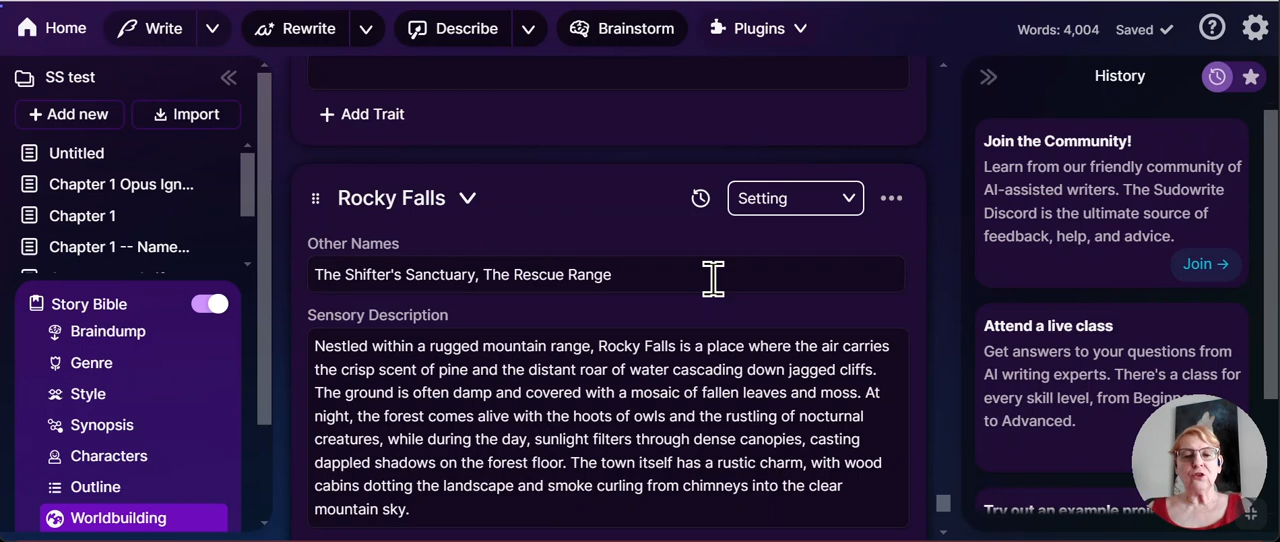 Home
Write
Rewrite
Describe
Brainstorm
Plugins
Words: 4,004
Saved
SS test
+ Add new
Import
Untitled
Chapter 1 Opus Ign...
Chapter 1
Chapter 1 -- Name...
Story Bible
Braindump
Genre
Style
Synopsis
Characters
Outline
Worldbuilding
+ Add Trait
Rocky Falls
Setting
Other Names
The Shifter's Sanctuary, The Rescue Range
Sensory Description
Nestled within a rugged mountain range, Rocky Falls is a place where the air carries
the crisp scent of pine and the distant roar of water cascading down jagged cliffs.
The ground is often damp and covered with a mosaic of fallen leaves and moss. At
night, the forest comes alive with the hoots of owls and the rustling of nocturnal
creatures, while during the day, sunlight filters through dense canopies, casting
dappled shadows on the forest floor. The town itself has a rustic charm, with wood
cabins dotting the landscape and smoke curling from chimneys into the clear
mountain sky.
History
Join the Community!
Learn from our friendly community of
AI-assisted writers. The Sudowrite
Discord is the ultimate source of
feedback, help, and advice.
Join →
Attend a live class
Get answers to your questions from
AI writing experts. There's a class for
every skill level, from Beginn
to Advanced.
Try out an example